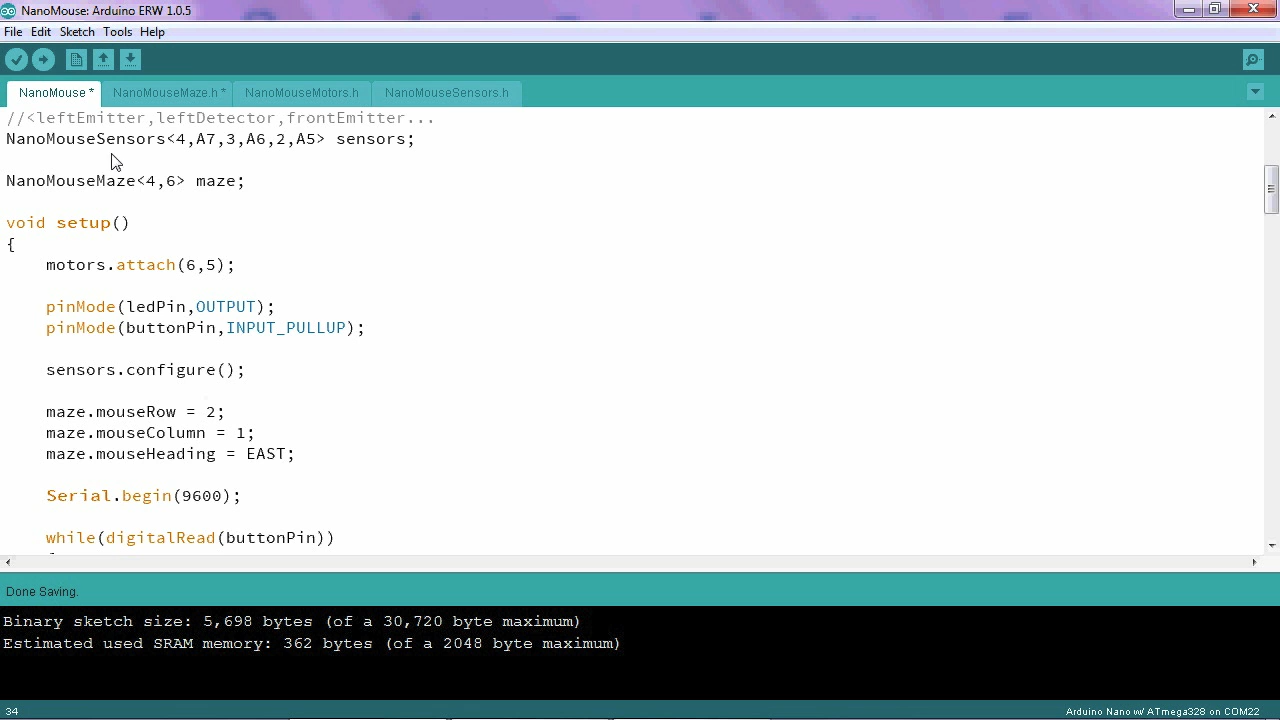 NanoMouse: Arduino ERW 1.0.5
File Edit Sketch Tools Help
NanoMouse * NanoMouseMaze.h * NanoMouseMotors.h NanoMouseSensors.h
//<leftEmitter,leftDetector,frontEmitter...
NanoMouseSensors<4,A7,3,A6,2,A5> sensors;
NanoMouseMaze<4,6> maze;
void setup()
{
motors.attach(6,5);
pinMode(ledPin,OUTPUT);
pinMode(buttonPin,INPUT_PULLUP);
sensors.configure();
maze.mouseRow = 2;
maze.mouseColumn = 1;
maze.mouseHeading = EAST;
Serial.begin(9600);
while(digitalRead(buttonPin))
Done Saving.
Binary sketch size: 5,698 bytes (of a 30,720 byte maximum)
Estimated used SRAM memory: 362 bytes (of a 2048 byte maximum)
34
Arduino Nano w/ ATmega328 on COM22